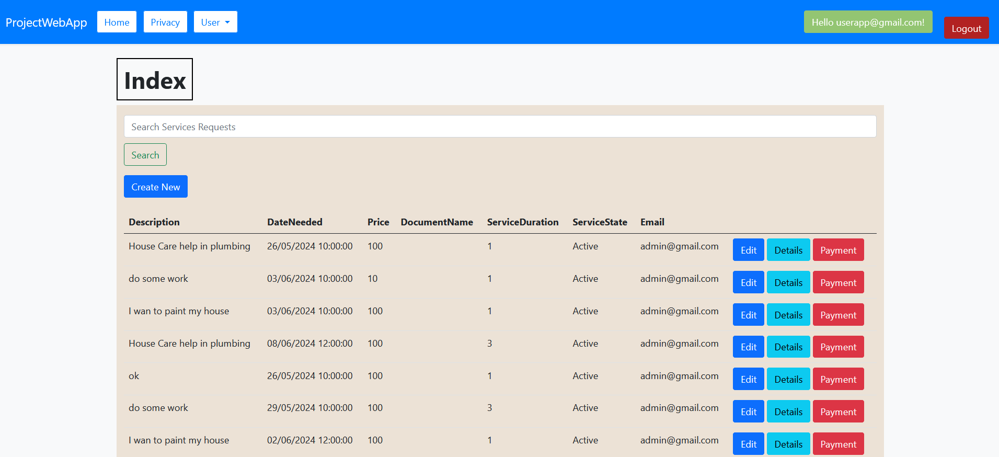 ProjectWebApp Home Privacy User Hello userapp@gmail.com! Logout
Index
Search Services Requests
Search
Create New
Description DateNeeded Price DocumentName ServiceDuration ServiceState Email
House Care help in plumbing 26/05/2024 10:00:00 100 1 Active admin@gmail.com Edit Details Payment
do some work 03/06/2024 10:00:00 10 1 Active admin@gmail.com Edit Details Payment
I wan to paint my house 03/06/2024 10:00:00 100 1 Active admin@gmail.com Edit Details Payment
House Care help in plumbing 08/06/2024 12:00:00 100 3 Active admin@gmail.com Edit Details Payment
ok 26/05/2024 10:00:00 100 1 Active admin@gmail.com Edit Details Payment
do some work 29/05/2024 10:00:00 100 3 Active admin@gmail.com Edit Details Payment
I wan to paint my house 02/06/2024 12:00:00 100 1 Active admin@gmail.com Edit Details Payment